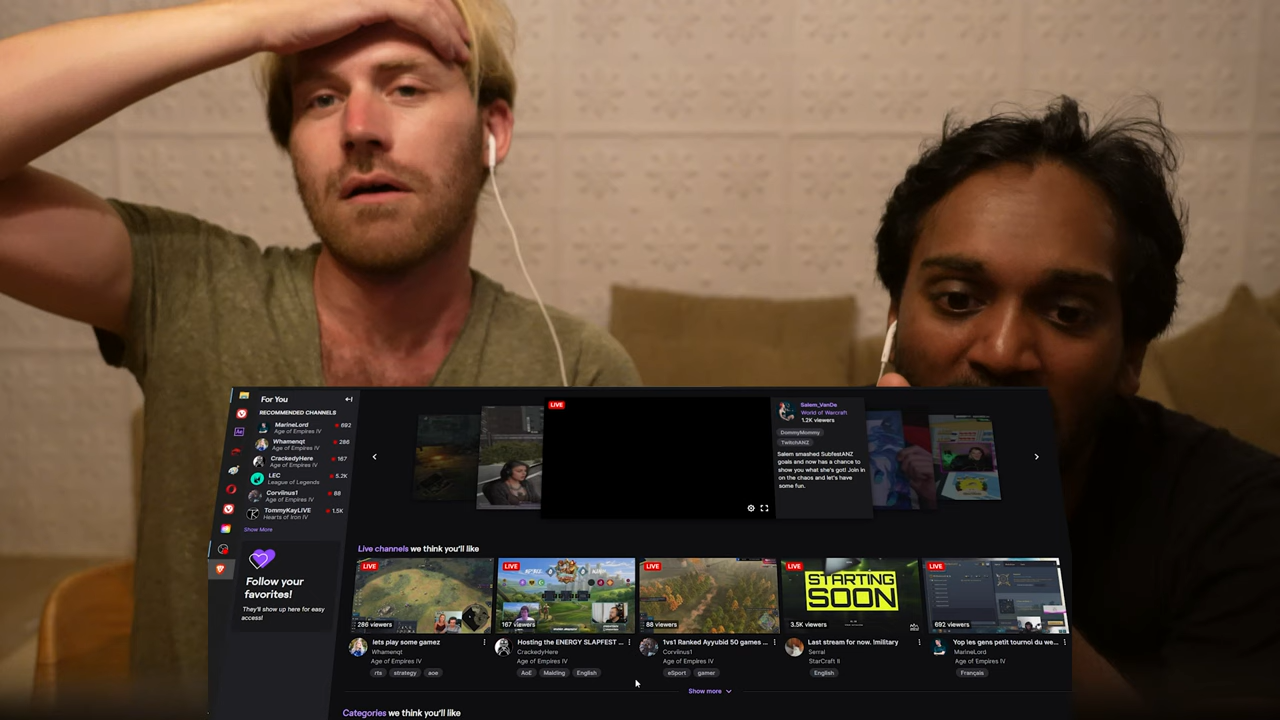 For You
RECOMMENDED CHANNELS
MarineLord
692
Age of Empires IV
Whamenqt
286
Age of Empires IV
CrackedyHere
167
Age of Empires IV
LEC
5.2K
League of Legends
Corviinus1
88
Age of Empires IV
TommyKayLIVE
1.5K
Hearts of Iron IV
Show More
Follow your
favorites!
They'll show up here for easy
access!
LIVE
Salem_VanDe
World of Warcraft
1.2K viewers
DommyMommy
TwitchANZ
Salem smashed SubfestANZ
goals and now has a chance to
show you what she's got! Join in
on the chaos and let's have
some fun.
Live channels we think you'll like
LIVE
286 viewers
lets play some gamez
Whamenqt
Age of Empires IV
rts strategy aoe
LIVE
167 viewers
Hosting the ENERGY SLAPFEST ...
CrackedyHere
Age of Empires IV
AoE Malding English
LIVE
88 viewers
1vs1 Ranked Ayyubid 50 games ...
Corviinus1
Age of Empires IV
eSport gamer
LIVE
STARTING
SOON
3.5K viewers
Last stream for now. !military
Serral
StarCraft II
English
LIVE
692 viewers
Yop les gens petit tournoi du we...
MarineLord
Age of Empires IV
Français
Show more
Categories we think you'll like